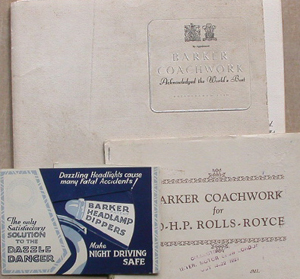 BARKER
COACHWORK
Acknowledged the World's Best
Dazzling Headlights cause
many Fatal Accidents!
BARKER
HEADLAMP
DIPPERS
The only
Satisfactory
SOLUTION
TO THE
DAZZLE
DANGER
Make
NIGHT DRIVING
SAFE
ARKER COACHWORK
for
H.P. ROLLS-ROYCE